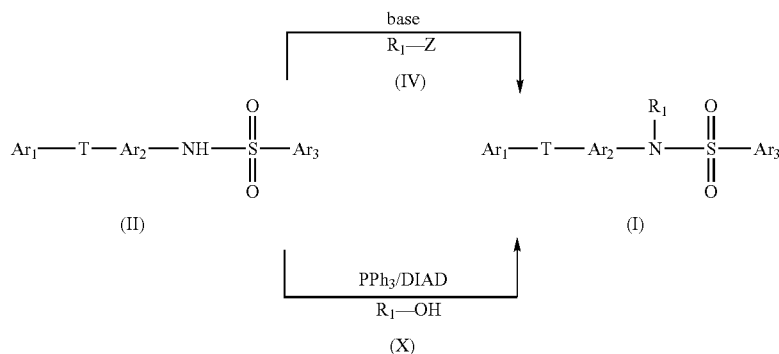 base
R₁—Z
(IV)
O R₁ O
Ar₁—T—Ar₂—NH—S—Ar₃ Ar₁—T—Ar₂—N—S—Ar₃
O O
(II) (I)
PPh₃/DIAD
R₁—OH
(X)